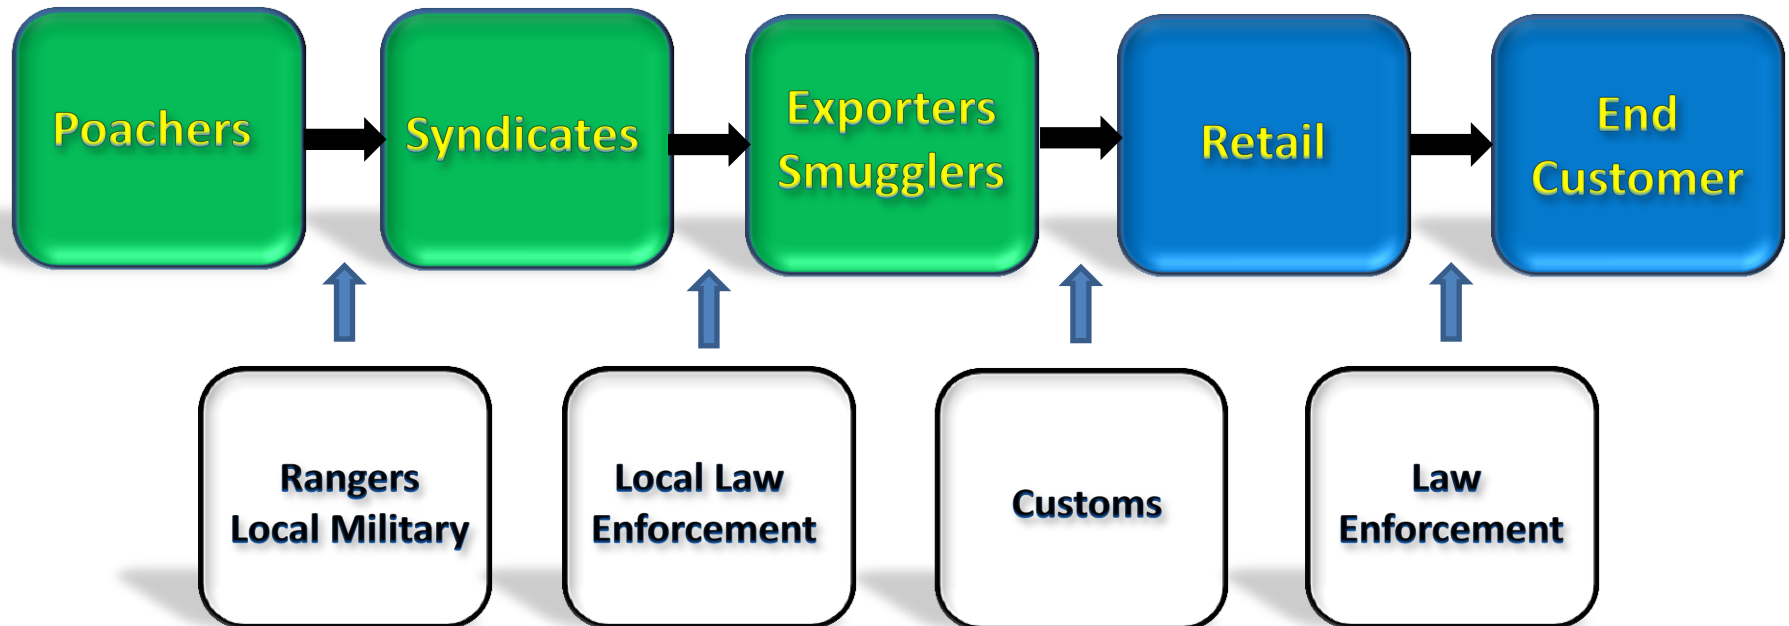 Poachers
Syndicates
Exporters
Smugglers
Retail
End
Customer
Rangers
Local Military
Local Law
Enforcement
Customs
Law
Enforcement